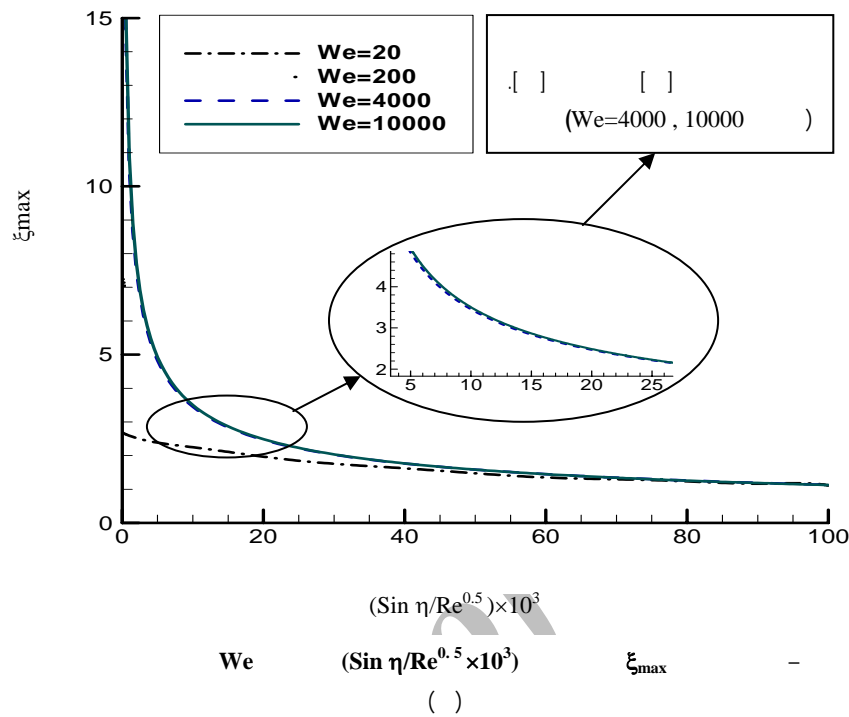 15
We=20
We=200
We=4000
We=10000
.[ ] [ ]
(We=4000 , 10000 )
10
ξmax
4
3
2
5 10 15 20 25
5
0
0 20 40 60 80 100
(Sin η/Re^0.5 )×10^3
We (Sin η/Re^0. 5 ×10^3) ξmax –
( )